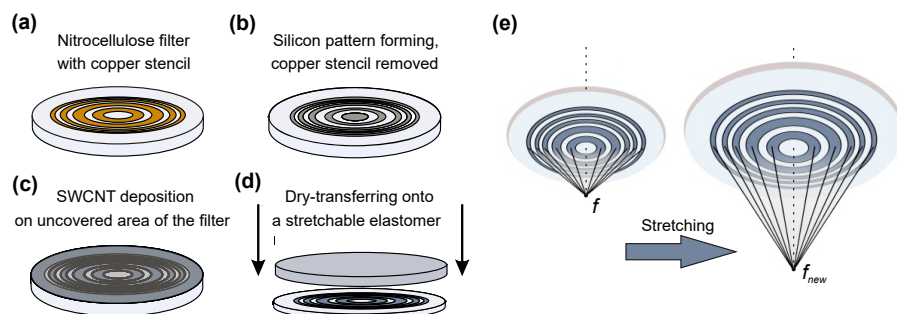 (a)
Nitrocellulose filter
with copper stencil
(b)
Silicon pattern forming,
copper stencil removed
(c)
SWCNT deposition
on uncovered area of the filter
(d)
Dry-transferring onto
a stretchable elastomer
(e)
f
Stretching
fnew